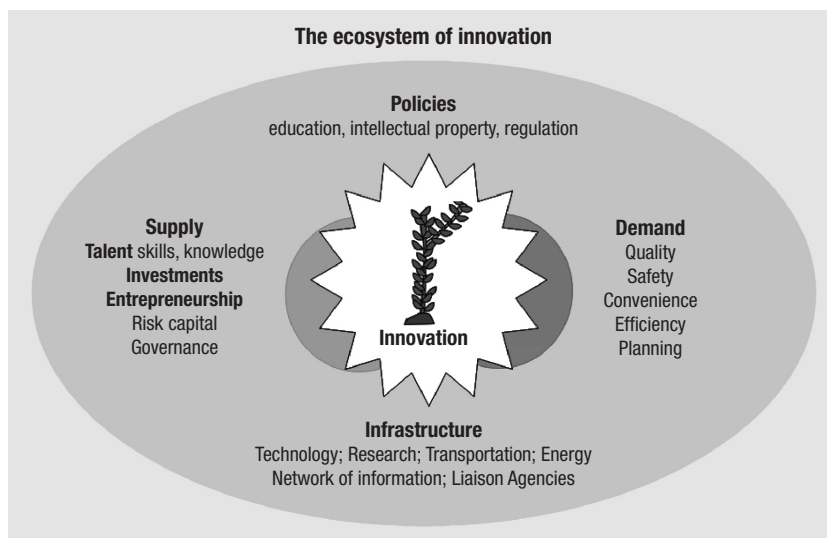 The ecosystem of innovation
Policies
education, intellectual property, regulation
Supply
Talent skills, knowledge
Investments
Entrepreneurship
Risk capital
Governance
Innovation
Demand
Quality
Safety
Convenience
Efficiency
Planning
Infrastructure
Technology; Research; Transportation; Energy
Network of information; Liaison Agencies